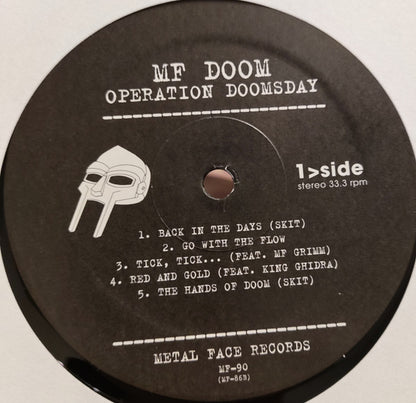 MF DOOM
OPERATION DOOMSDAY
1>side
stereo 33.3 rpm
1. BACK IN THE DAYS (SKIT)
2. GO WITH THE FLOW
3. TICK, TICK... (FEAT. MF GRIMM)
4. RED AND GOLD (FEAT. KING GHIDRA)
5. THE HANDS OF DOOM (SKIT)
METAL FACE RECORDS
MF-90
(MF-86B)